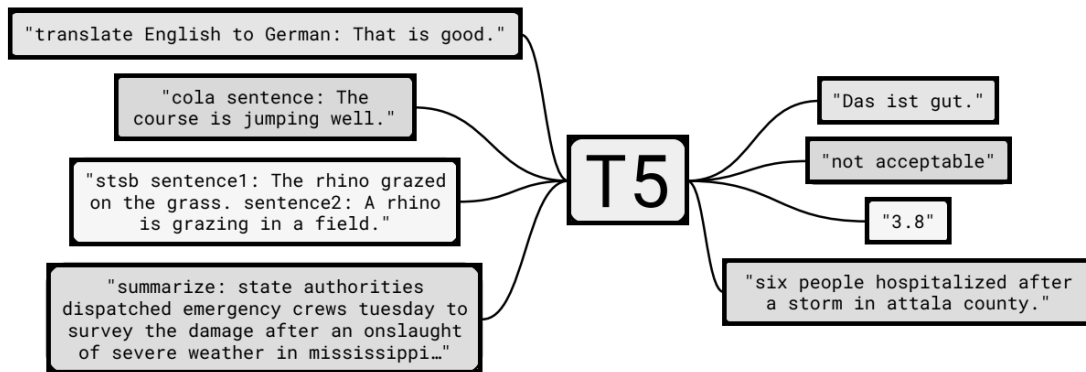 "translate English to German: That is good."
"cola sentence: The
course is jumping well."
"stsb sentence1: The rhino grazed
on the grass. sentence2: A rhino
is grazing in a field."
"summarize: state authorities
dispatched emergency crews tuesday to
survey the damage after an onslaught
of severe weather in mississippi…"
T5
"Das ist gut."
"not acceptable"
"3.8"
"six people hospitalized after
a storm in attala county."